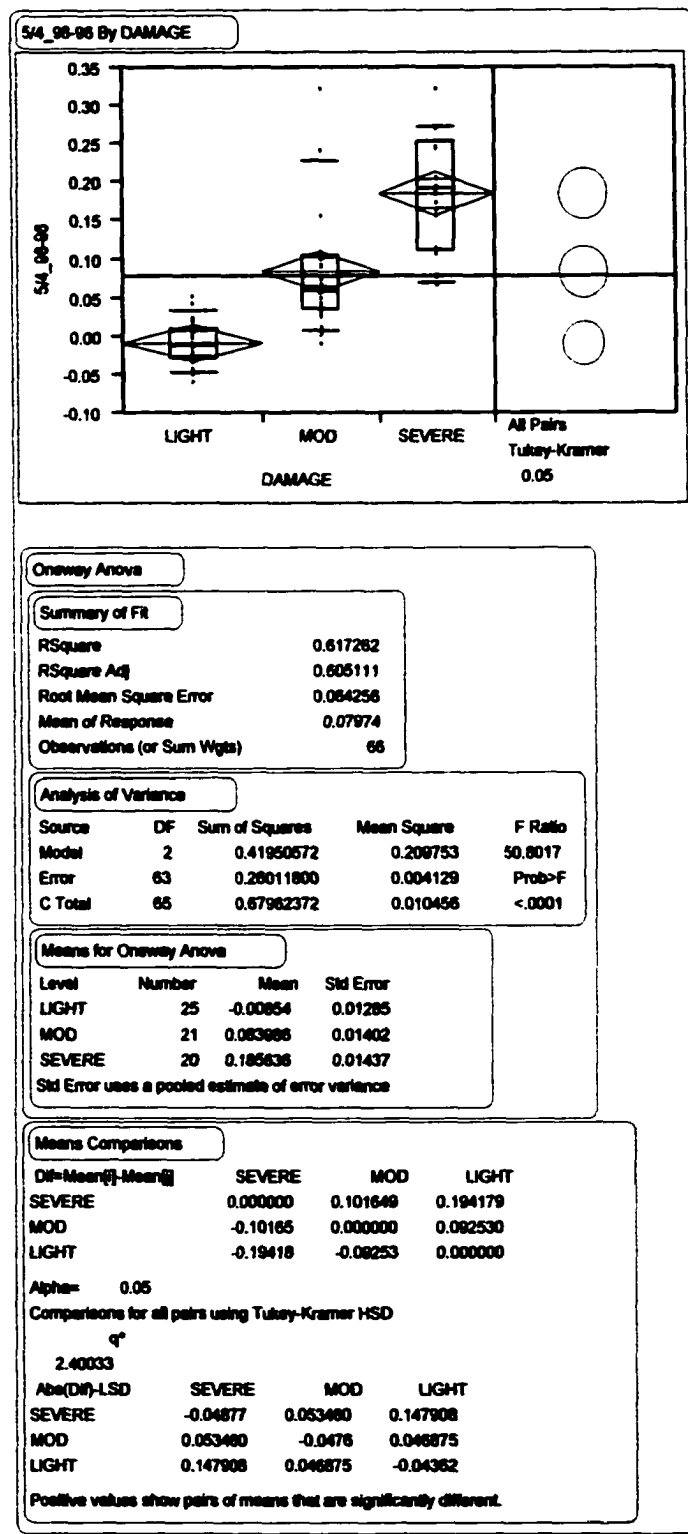 5/4_98-96 By DAMAGE
0.35
0.30
0.25
0.20
0.15
0.10
0.05
0.00
-0.05
-0.10
5/4_98-96
LIGHT MOD SEVERE
DAMAGE
All Pairs
Tukey-Kramer
0.05
Oneway Anova
Summary of Fit
RSquare 0.617262
RSquare Adj 0.605111
Root Mean Square Error 0.064256
Mean of Response 0.07974
Observations (or Sum Wgts) 66
Analysis of Variance
Source DF Sum of Squares Mean Square F Ratio
Model 2 0.41950572 0.209753 50.8017
Error 63 0.26011800 0.004129 Prob>F
C Total 65 0.67962372 0.010456 <.0001
Means for Oneway Anova
Level Number Mean Std Error
LIGHT 25 -0.00854 0.01285
MOD 21 0.083986 0.01402
SEVERE 20 0.185636 0.01437
Std Error uses a pooled estimate of error variance
Means Comparisons
Dif=Mean[i]-Mean[j] SEVERE MOD LIGHT
SEVERE 0.000000 0.101649 0.194179
MOD -0.10165 0.000000 0.092530
LIGHT -0.19418 -0.09253 0.000000
Alpha= 0.05
Comparisons for all pairs using Tukey-Kramer HSD
q*
2.40033
Abs(Dif)-LSD SEVERE MOD LIGHT
SEVERE -0.04877 0.053460 0.147908
MOD 0.053460 -0.0476 0.046875
LIGHT 0.147908 0.046875 -0.04362
Positive values show pairs of means that are significantly different.